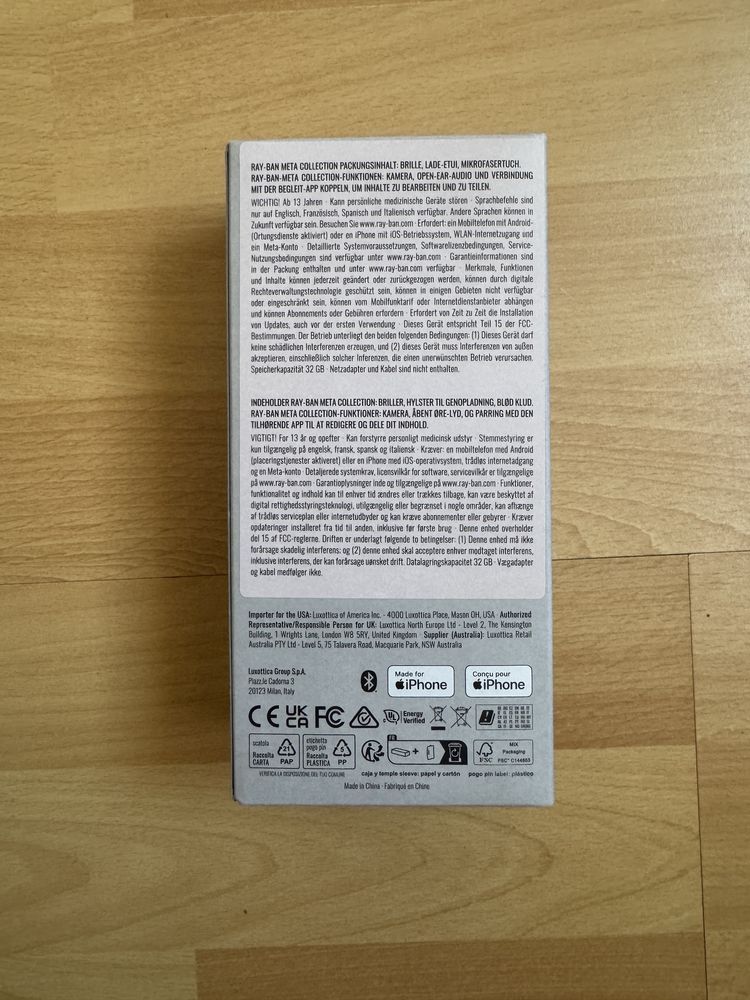 RAY-BAN META COLLECTION PACKUNGSINHALT: BRILLE, LADE-ETUI, MIKROFASERTUCH.
RAY-BAN-META COLLECTION-FUNKTIONEN: KAMERA, OPEN-EAR-AUDIO UND VERBINDUNG
MIT DER BEGLEIT-APP KOPPELN, UM INHALTE ZU BEARBEITEN UND ZU TEILEN.
WICHTIG! Ab 13 Jahren · Kann persönliche medizinische Geräte stören · Sprachbefehle sind
nur auf Englisch, Französisch, Spanisch und Italienisch verfügbar. Andere Sprachen können in
Zukunft verfügbar sein. Besuchen Sie www.ray-ban.com · Erfordert: ein Mobiltelefon mit Android-
(Ortungsdienste aktiviert) oder en iPhone mit iOS-Betriebssystem, WLAN-Internetzugang und
ein Meta-Konto · Detaillierte Systemvoraussetzungen, Softwarelizenzbedingungen, Service-
Nutzungsbedingungen sind verfügbar unter www.ray-ban.com · Garantieinformationen sind
in der Packung enthalten und unter www.ray-ban.com verfügbar · Merkmale, Funktionen
und Inhalte können jederzeit geändert oder zurückgezogen werden, können durch digitale
Rechteverwaltungstechnologie geschützt sein, können in einigen Gebieten nicht verfügbar
oder eingeschränkt sein, können vom Mobilfunktarif oder Internetdienstanbieter abhängen
und können Abonnements oder Gebühren erfordern · Erfordert von Zeit zu Zeit die Installation
von Updates, auch vor der ersten Verwendung · Dieses Gerät entspricht Teil 15 der FCC-
Bestimmungen. Der Betrieb unterliegt den beiden folgenden Bedingungen: (1) Dieses Gerät darf
keine schädlichen Interferenzen erzeugen, und (2) dieses Gerät muss Interferenzen von außen
akzeptieren, einschließlich solcher Inferenzen, die einen unerwünschten Betrieb verursachen.
Speicherkapazität 32 GB · Netzadapter und Kabel sind nicht enthalten.
INDEHOLDER RAY-BAN META COLLECTION: BRILLER, HYLSTER TIL GENOPLADNING, BLØD KLUD.
RAY-BAN META COLLECTION-FUNKTIONER: KAMERA, ÅBENT ØRE-LYD, OG PARRING MED DEN
TILHØRENDE APP TIL AT REDIGERE OG DELE DIT INDHOLD.
VIGTIGT! For 13 år og opefter · Kan forstyrre personligt medicinsk udstyr · Stemmestyring er
kun tilgængelig på engelsk, fransk, spansk og italiensk · Kræver: en mobiltelefon med Android
(placeringstjenester aktiveret) eller en iPhone med iOS-operativsystem, trådløs internetadgang
og en Meta-konto · Detaljerede systemkrav, licensvilkår for software, servicevilkår er tilgængelige
på www.ray-ban.com · Garantioplysninger inde og tilgængelige på www.ray-ban.com · Funktioner,
funktionalitet og indhold kan til enhver tid ændres eller trækkes tilbage, kan være beskyttet af
digital rettighedsstyringsteknologi, utilgængelig eller begrænset i nogle områder, kan afhænge
af trådløs serviceplan eller internetudbyder og kan kræve abonnementer eller gebyrer · Kræver
opdateringer installeret fra tid til anden, inklusive før første brug · Denne enhed overholder
del 15 af FCC-reglerne. Driften er underlagt følgende to betingelser: (1) Denne enhed må ikke
forårsage skadelig interferens: og (2) denne enhed skal acceptere enhver modtaget interferens,
inklusive interferens, der kan forårsage uønsket drift. Datalagringskapacitet 32 GB · Vægadapter
og kabel medfølger ikke.
Importer for the USA: Luxottica of America Inc. · 4000 Luxottica Place, Mason OH, USA · Authorized
Representative/Responsible Person for UK: Luxottica North Europe Ltd - Level 2, The Kensington
Building, 1 Wrights Lane, London W8 5RY, United Kingdom · Supplier (Australia): Luxottica Retail
Australia PTY Ltd - Level 5, 75 Talavera Road, Macquarie Park, NSW Australia
Luxottica Group S.p.A.
Piazz.le Cadorna 3
20123 Milan, Italy
Made for
iPhone
Conçu pour
iPhone
CE UK CA FC UL Energy Verified
scatola
Raccolta
CARTA
21
PAP
etichetta
pogo pin
Raccolta
PLASTICA
5
PP
FR
FSC
MIX
Packaging
FSC® C144853
VERIFICA LA DISPOSIZIONE DEL TUO COMUNE
caja y temple sleeve: papel y cartón
pogo pin label: plástico
Made in China · Fabriqué en Chine